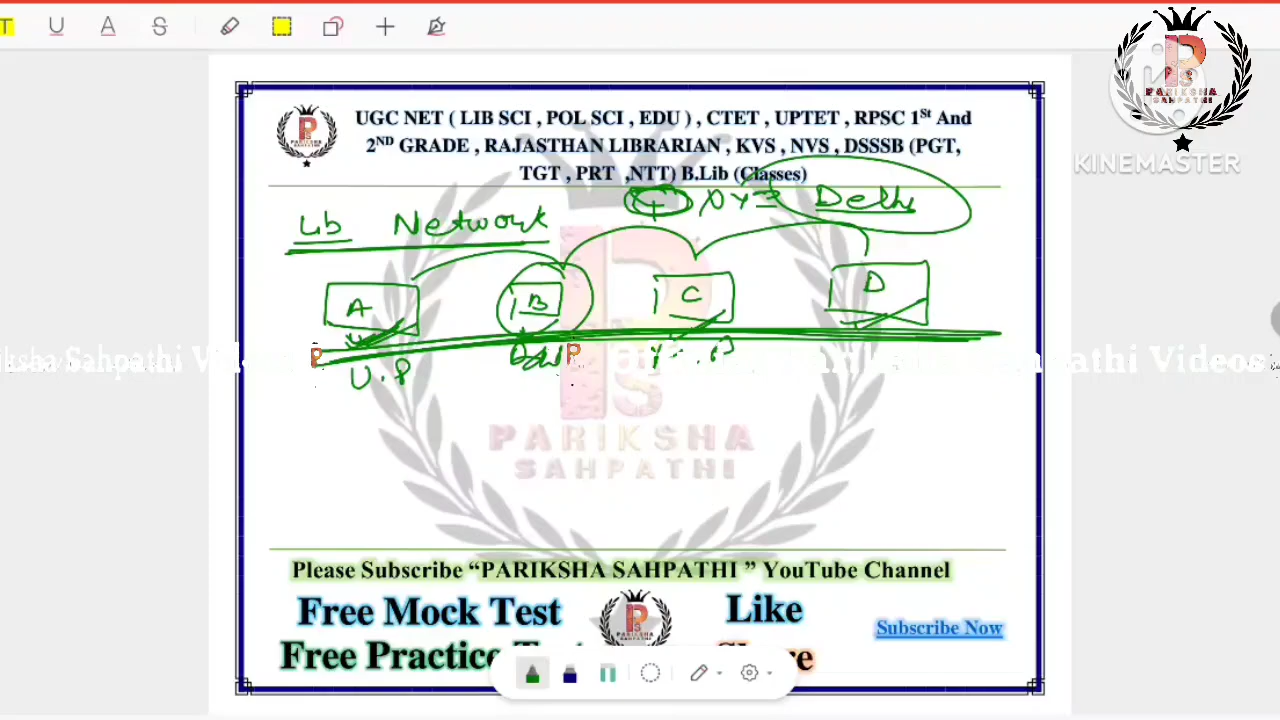 T U A S
PARIKSHA
SAHPATHI
KINEMASTER
UGC NET ( LIB SCI , POL SCI , EDU ) , CTET , UPTET , RPSC 1St And
2ND GRADE , RAJASTHAN LIBRARIAN , KVS , NVS , DSSSB (PGT,
TGT , PRT ,NTT) B.Lib (Classes)
XYZ Delhi
Lib Network
A B C D
U.P
PARIKSHA
SAHPATHI
Please Subscribe “PARIKSHA SAHPATHI ” YouTube Channel
Free Mock Test
Like
Subscribe Now
Free Practice